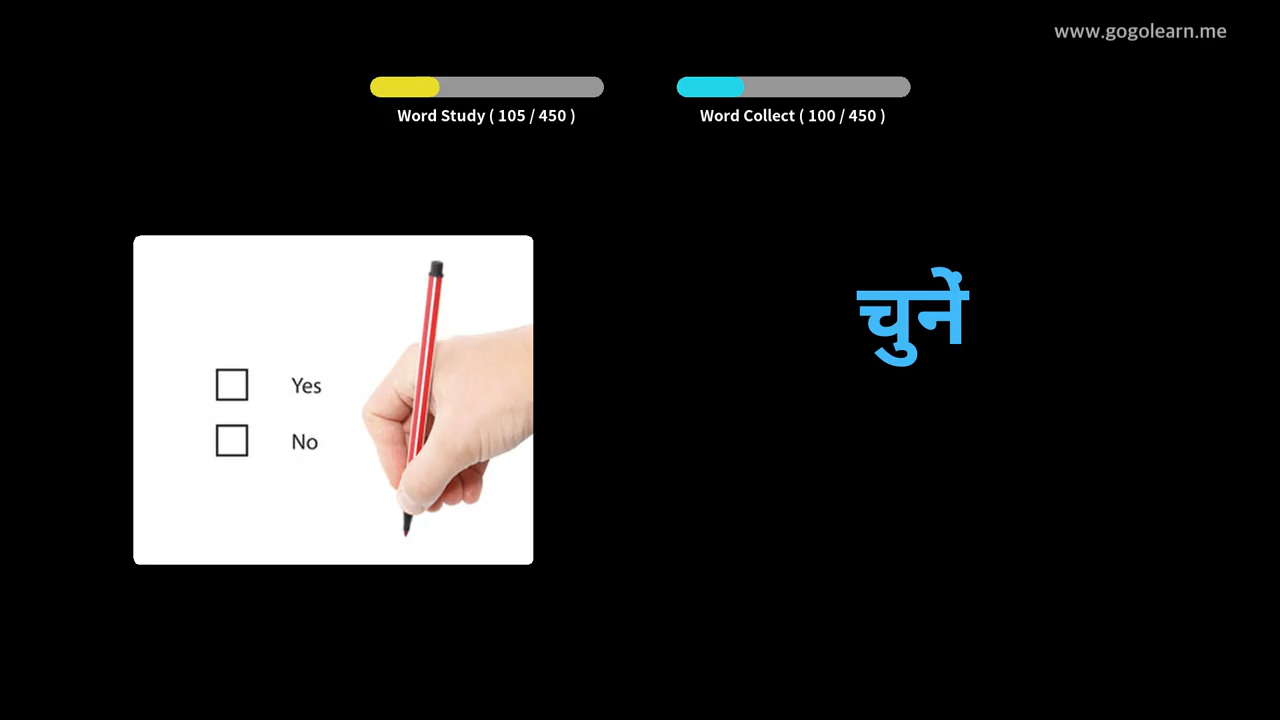 www.gogolearn.me
Word Study ( 105 / 450 )
Word Collect ( 100 / 450 )
चुनें
Yes
No